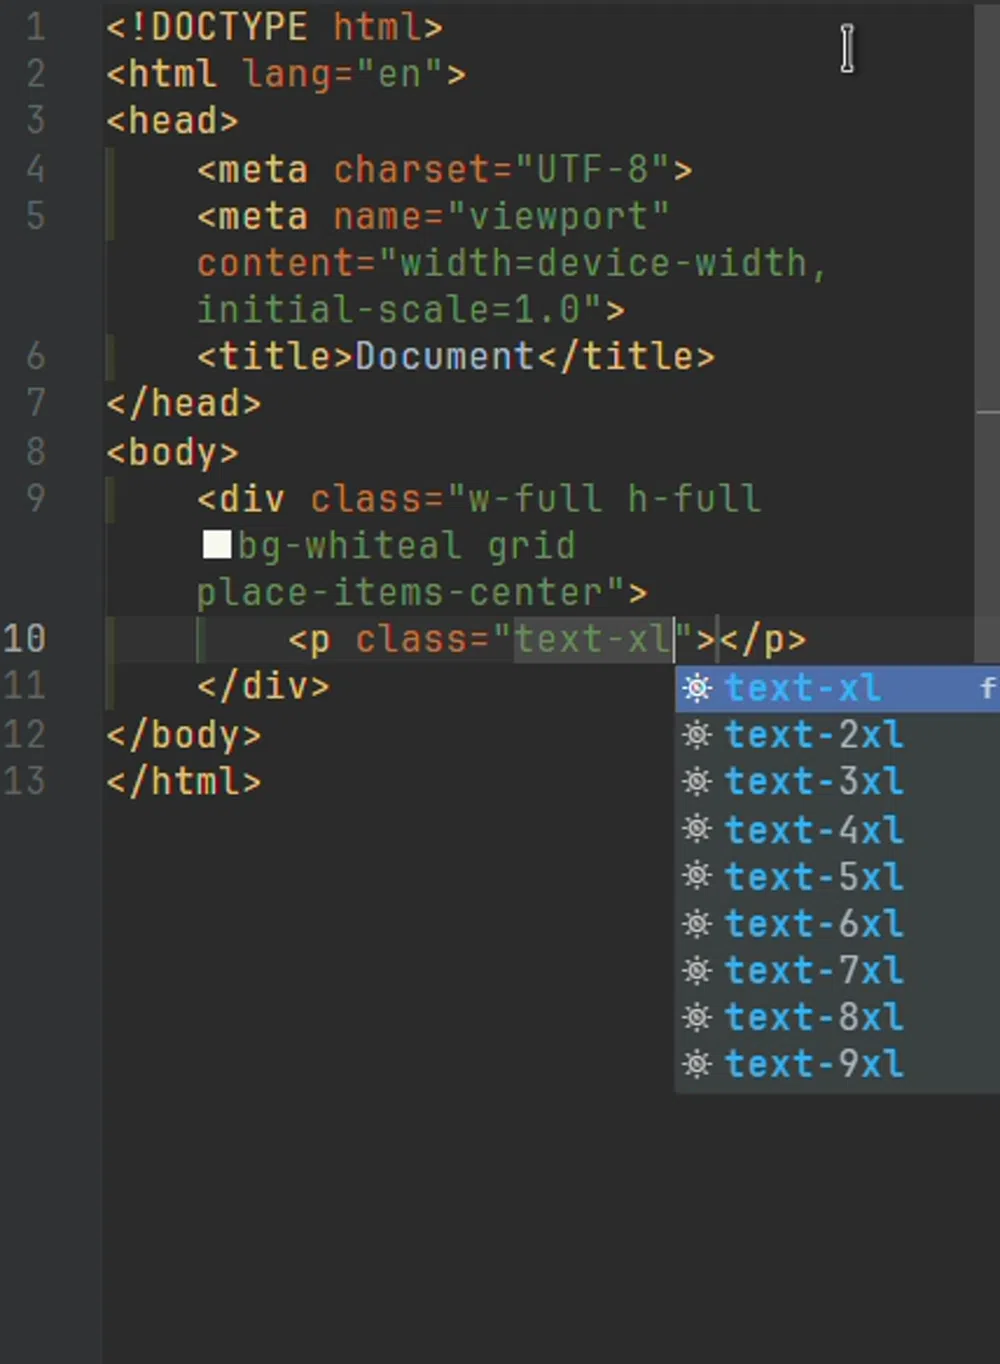 1 <!DOCTYPE html>
2 <html lang="en">
3 <head>
4 <meta charset="UTF-8">
5 <meta name="viewport"
content="width=device-width,
initial-scale=1.0">
6 <title>Document</title>
7 </head>
8 <body>
9 <div class="w-full h-full
bg-whiteal grid
place-items-center">
10 <p class="text-xl"></p>
11 </div>
text-xl f
12 </body>
text-2xl
13 </html>
text-3xl
text-4xl
text-5xl
text-6xl
text-7xl
text-8xl
text-9xl